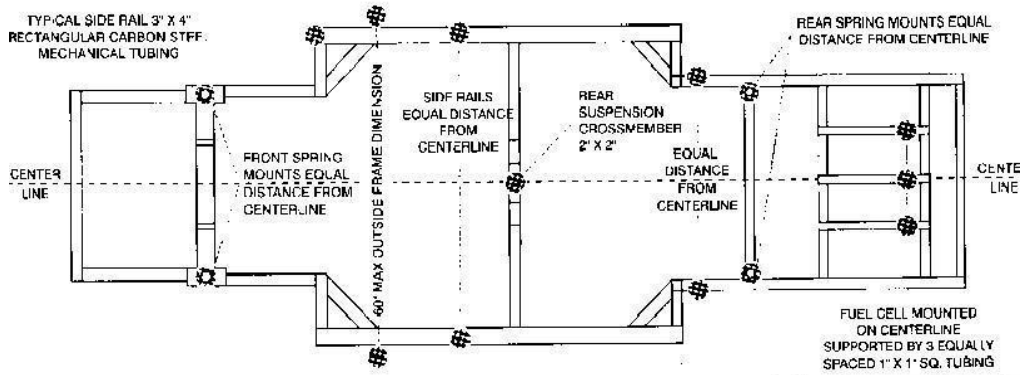 TYPICAL SIDE RAIL 3" X 4"
RECTANGULAR CARBON STEE.
MECHANICAL TUBING
REAR SPRING MOUNTS EQUAL
DISTANCE FROM CENTERLINE
SIDE RAILS
EQUAL DISTANCE
FROM
CENTERLINE
REAR
SUSPENSION
CROSSMEMBER
2" X 2"
60" MAX OUTSIDE FRAME DIMENSION
FRONT SPRING
MOUNTS EQUAL
DISTANCE FROM
CENTERLINE
EQUAL
DISTANCE
FROM
CENTERLINE
CENTER
LINE
CENTE
LINE
FUEL CELL MOUNTED
ON CENTERLINE
SUPPORTED BY 3 EQUALLY
SPACED 1" X 1" SQ. TUBING